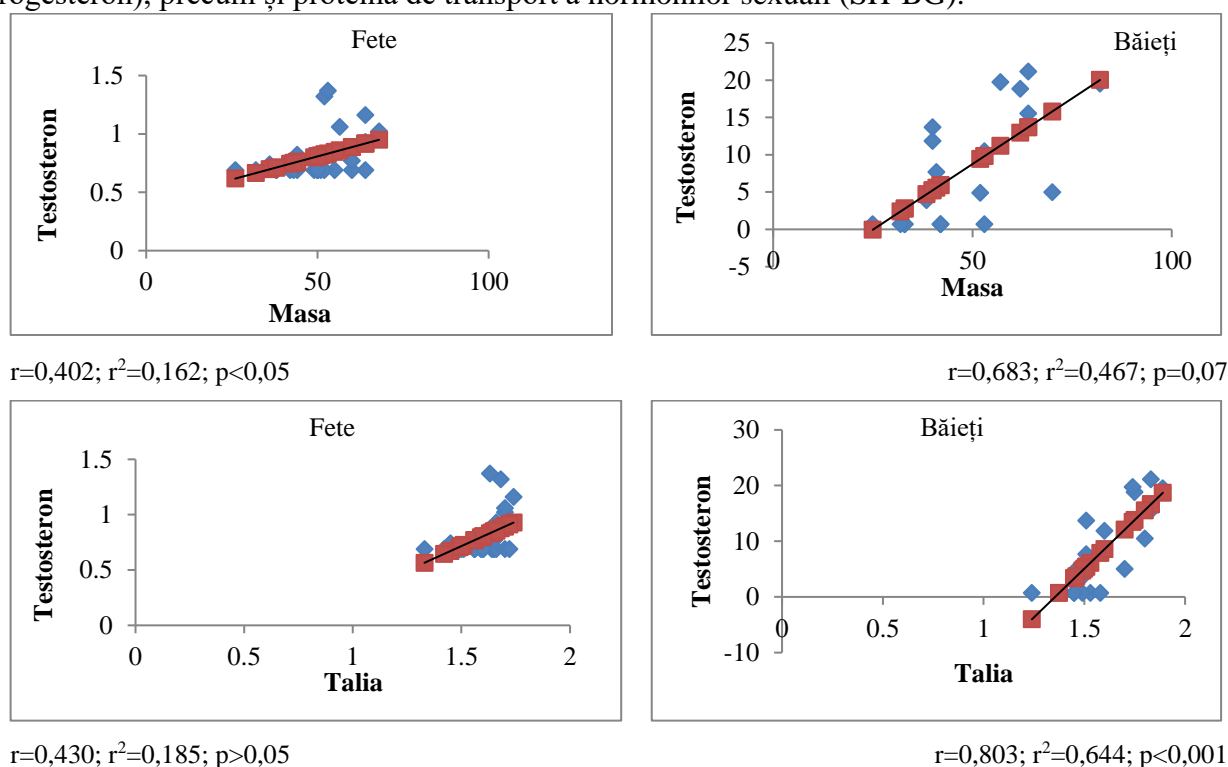 rogesteron), precum și proteina de transport a hormonilor sexuali (SH-BG).
Fete
Testosteron
1.5
1
0.5
0
0 50 100
Masa
Băieți
Testosteron
25
20
15
10
5
0
-5
0 50 100
Masa
r=0,402; r²=0,162; p<0,05
r=0,683; r²=0,467; p=0,07
Fete
Testosteron
1.5
1
0.5
0
0 0.5 1 1.5 2
Talia
Băieți
Testosteron
30
20
10
0
-10
0 0.5 1 1.5 2
Talia
r=0,430; r²=0,185; p>0,05
r=0,803; r²=0,644; p<0,001